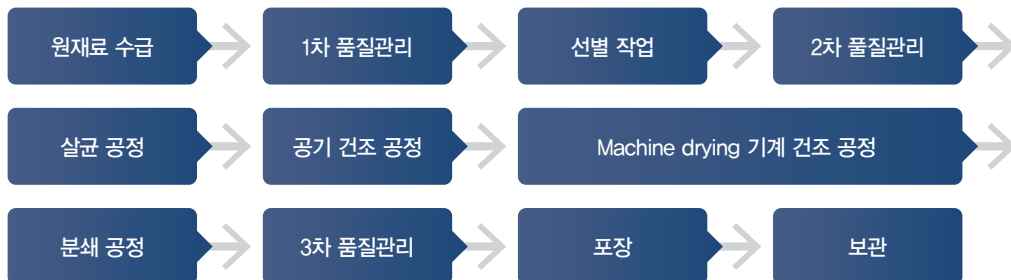 원재료 수급
1차 품질관리
선별 작업
2차 풀질관리
살균 공정
공기 건조 공정
Machine drying 기계 건조 공정
분쇄 공정
3차 품질관리
포장
보관